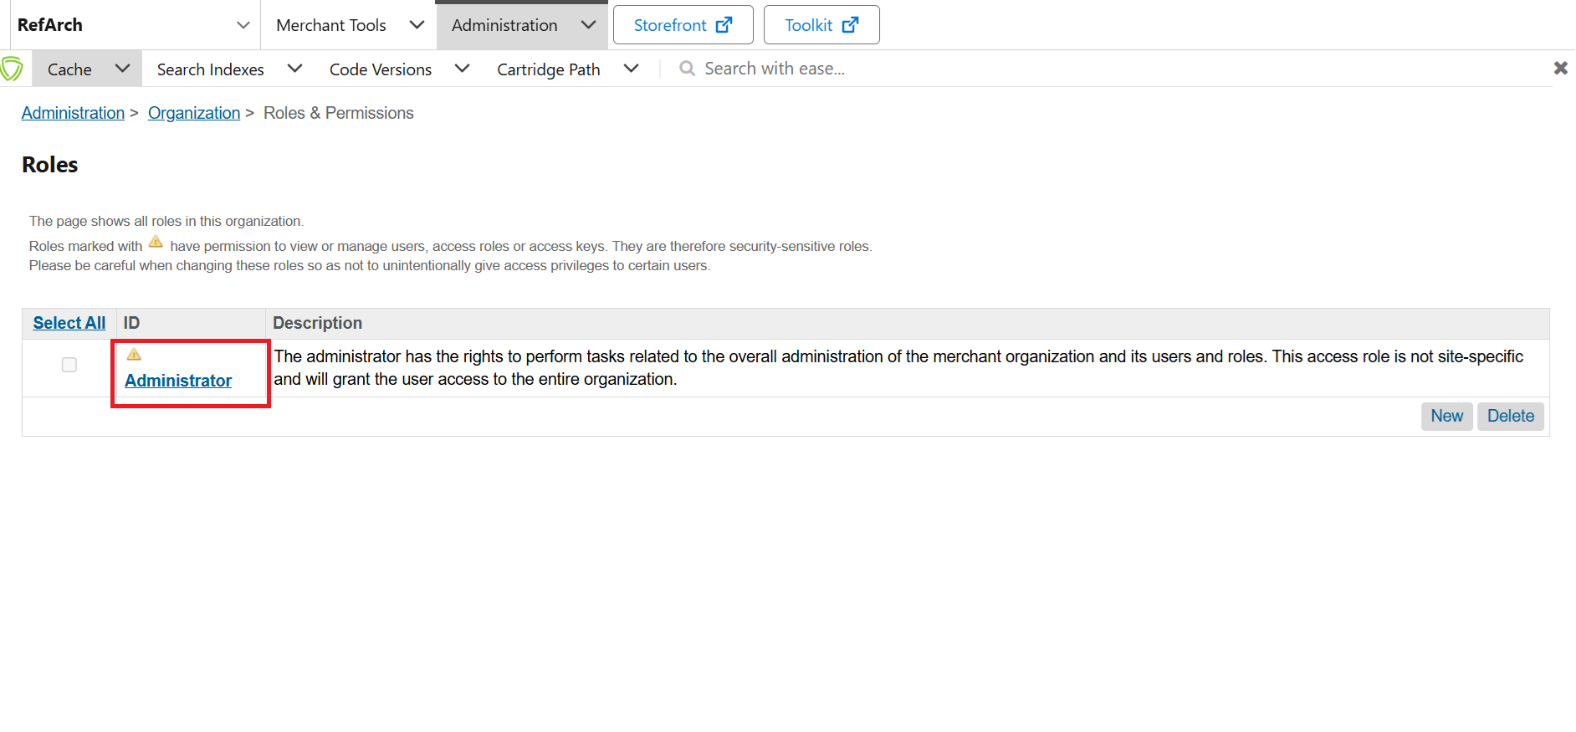 RefArch Merchant Tools Administration Storefront Toolkit
Cache Search Indexes Code Versions Cartridge Path Search with ease...
Administration > Organization > Roles & Permissions
Roles
The page shows all roles in this organization.
Roles marked with have permission to view or manage users, access roles or access keys. They are therefore security-sensitive roles.
Please be careful when changing these roles so as not to unintentionally give access privileges to certain users.
Select All ID Description
Administrator
The administrator has the rights to perform tasks related to the overall administration of the merchant organization and its users and roles. This access role is not site-specific
and will grant the user access to the entire organization.
New Delete